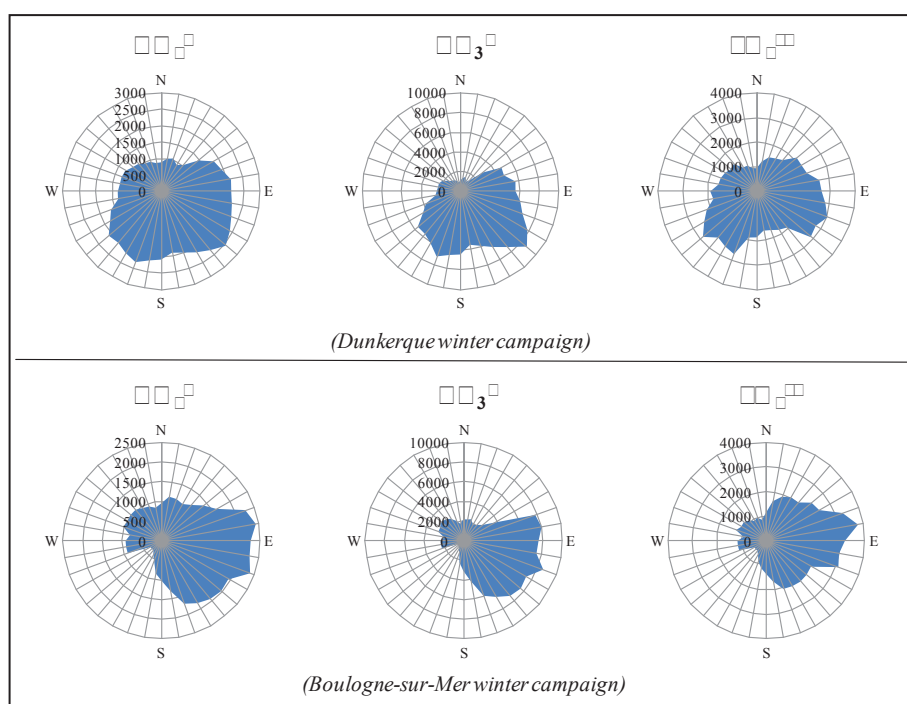 □□□□ □□3□ □□□□□
N N N
3000 10000 4000
2500 8000 3000
2000 6000 2000
1500 4000 1000
1000 2000 0
500 0
0
W E W E W E
S S S
(Dunkerque winter campaign)
□□□□ □□3□ □□□□□
N N N
2500 10000 4000
2000 8000 3000
1500 6000 2000
1000 4000 1000
500 2000 0
0 0
W E W E W E
S S S
(Boulogne-sur-Mer winter campaign)